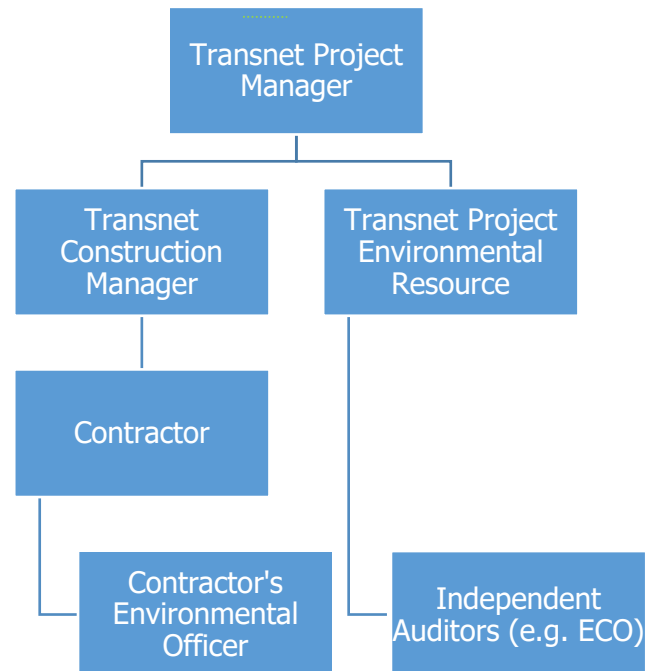 Transnet Project
Manager
Transnet
Construction
Manager
Transnet Project
Environmental
Resource
Contractor
Contractor's
Environmental
Officer
Independent
Auditors (e.g. ECO)